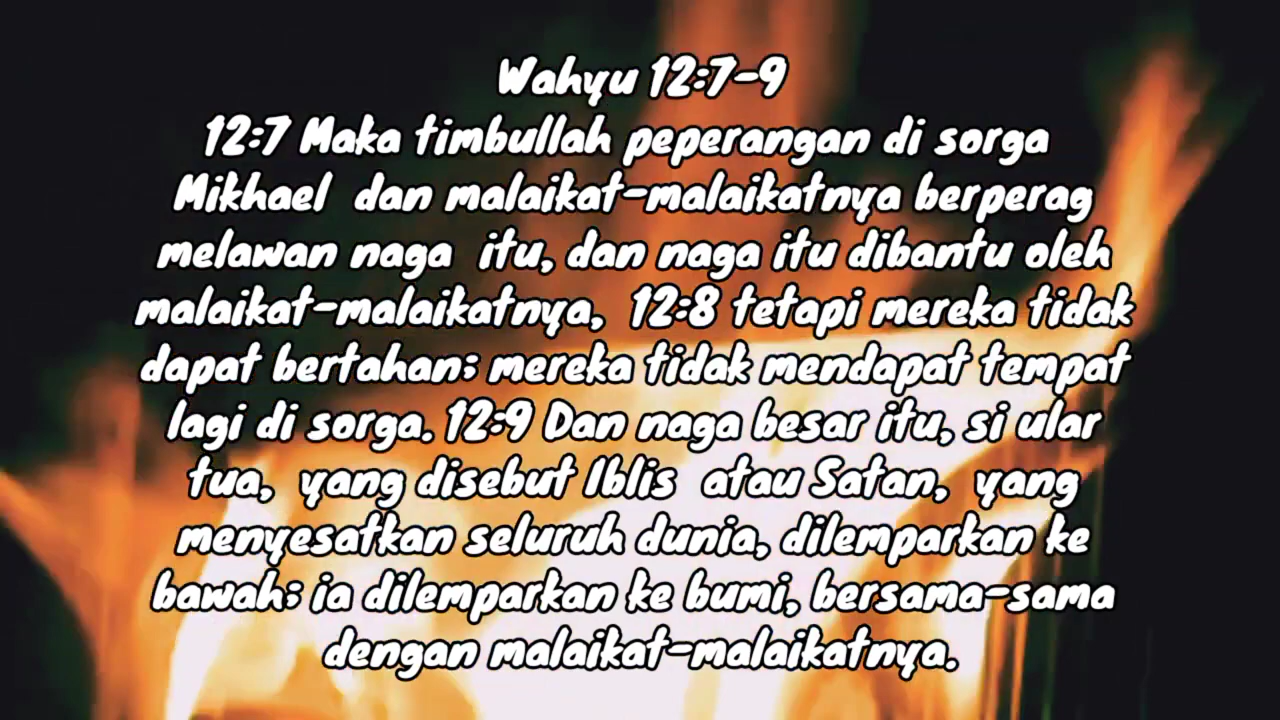 Wahyu 12:7-9
12:7 Maka timbullah peperangan di sorga
Mikhael dan malaikat-malaikatnya berperag
melawan naga itu, dan naga itu dibantu oleh
malaikat-malaikatnya, 12:8 tetapi mereka tidak
dapat bertahan; mereka tidak mendapat tempat
lagi di sorga. 12:9 Dan naga besar itu, si ular
tua, yang disebut Iblis atau Satan, yang
menyesatkan seluruh dunia, dilemparkan ke
bawah; ia dilemparkan ke bumi, bersama-sama
dengan malaikat-malaikatnya.